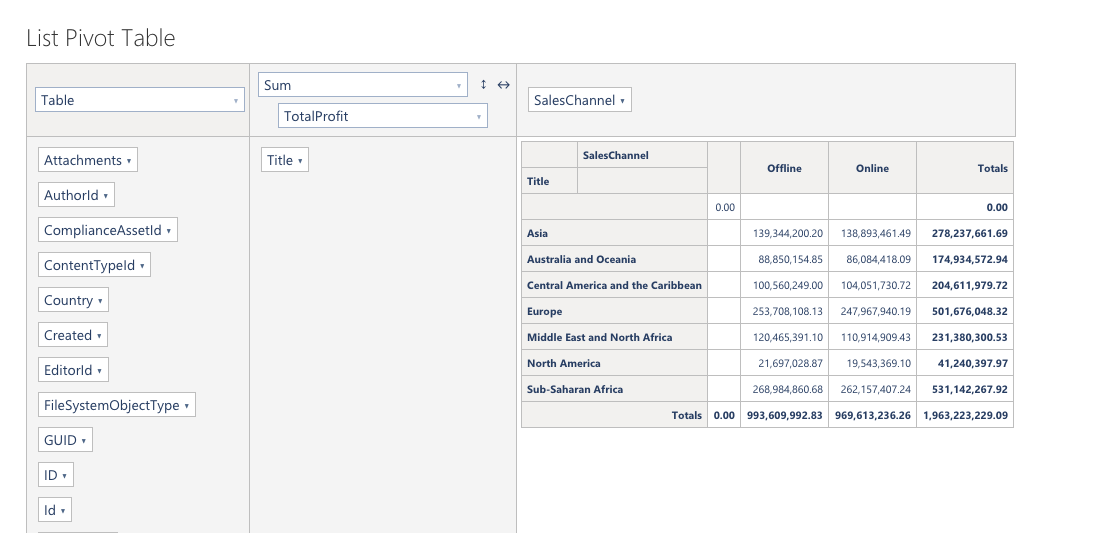 List Pivot Table
Table
Sum
TotalProfit
SalesChannel
Attachments
AuthorId
ComplianceAssetId
ContentTypeId
Country
Created
EditorId
FileSystemObjectType
GUID
ID
Id
Title
SalesChannel Offline Online Totals
Title
0.00 0.00
Asia 139,344,200.20 138,893,461.49 278,237,661.69
Australia and Oceania 88,850,154.85 86,084,418.09 174,934,572.94
Central America and the Caribbean 100,560,249.00 104,051,730.72 204,611,979.72
Europe 253,708,108.13 247,967,940.19 501,676,048.32
Middle East and North Africa 120,465,391.10 110,914,909.43 231,380,300.53
North America 21,697,028.87 19,543,369.10 41,240,397.97
Sub-Saharan Africa 268,984,860.68 262,157,407.24 531,142,267.92
Totals 0.00 993,609,992.83 969,613,236.26 1,963,223,229.09